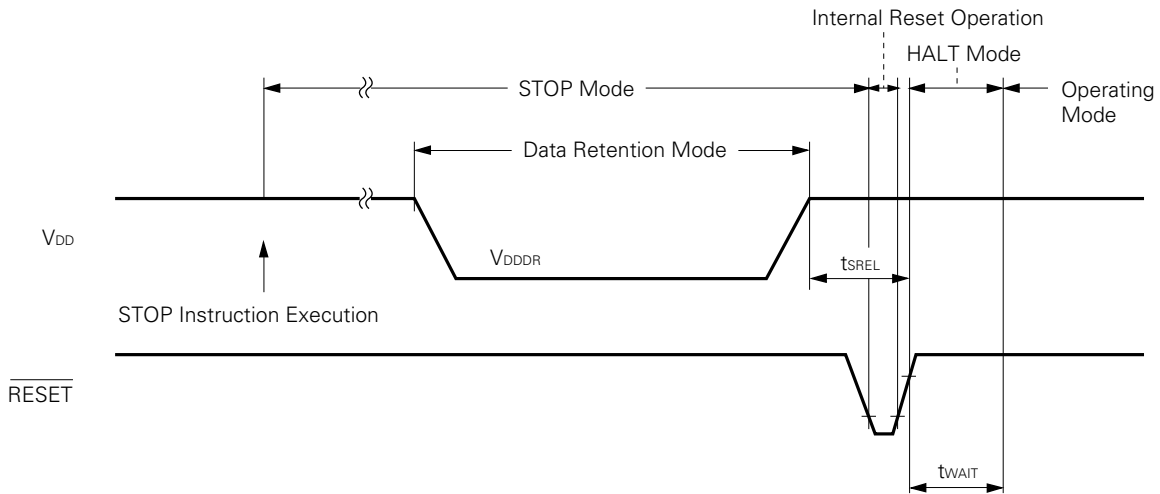 Internal Reset Operation
HALT Mode
STOP Mode
Operating
Mode
Data Retention Mode
VDD
VDDDR
tSREL
STOP Instruction Execution
RESET
tWAIT